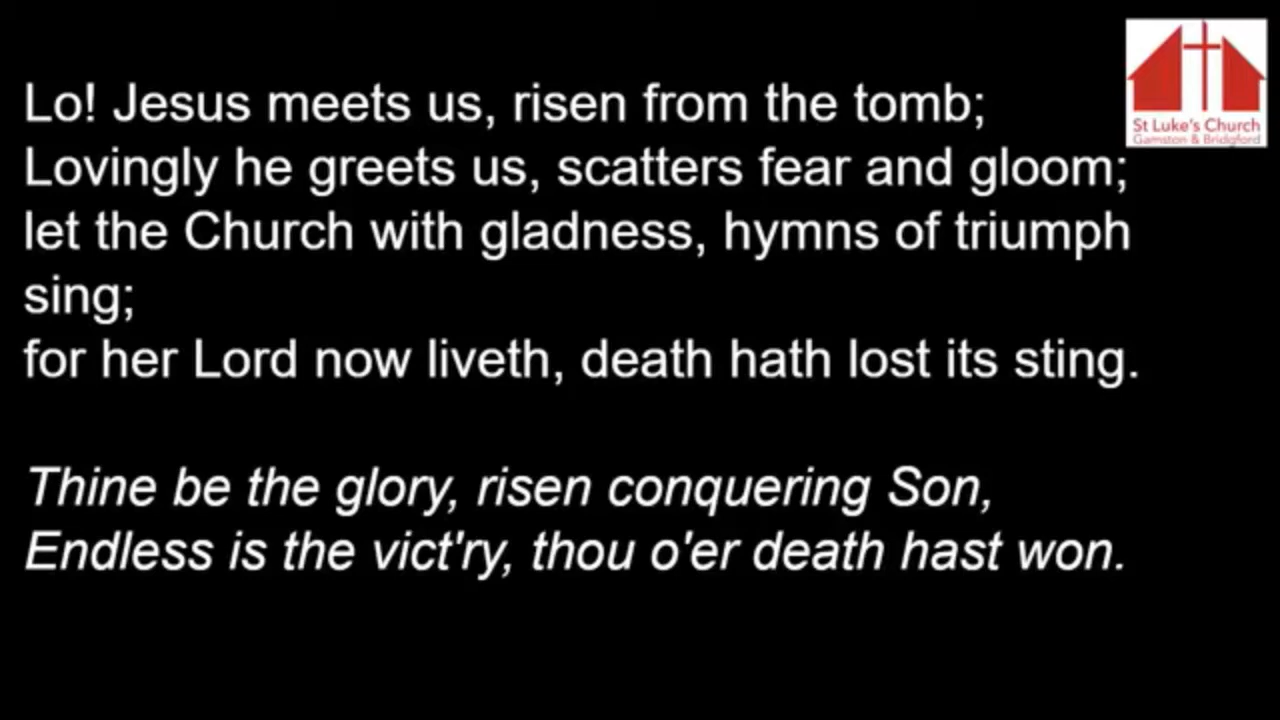 St Luke's Church
Gamston & Bridgford
Lo! Jesus meets us, risen from the tomb;
Lovingly he greets us, scatters fear and gloom;
let the Church with gladness, hymns of triumph
sing;
for her Lord now liveth, death hath lost its sting.
Thine be the glory, risen conquering Son,
Endless is the vict'ry, thou o'er death hast won.